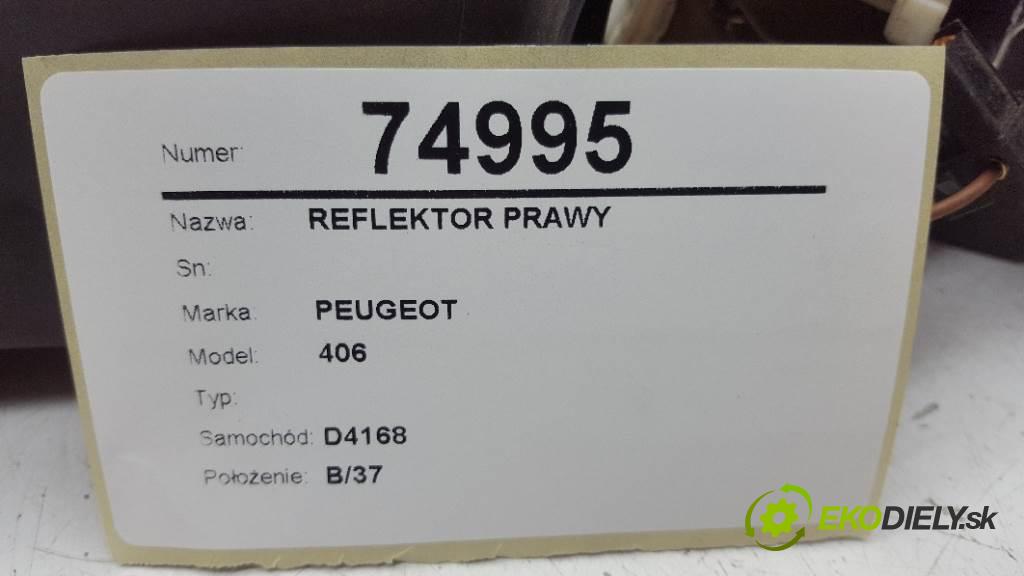 Numer: 74995
Nazwa: REFLEKTOR PRAWY
Sn:
Marka: PEUGEOT
Model: 406
Typ:
Samochód: D4168
Położenie: B/37
EKODIELY.sk